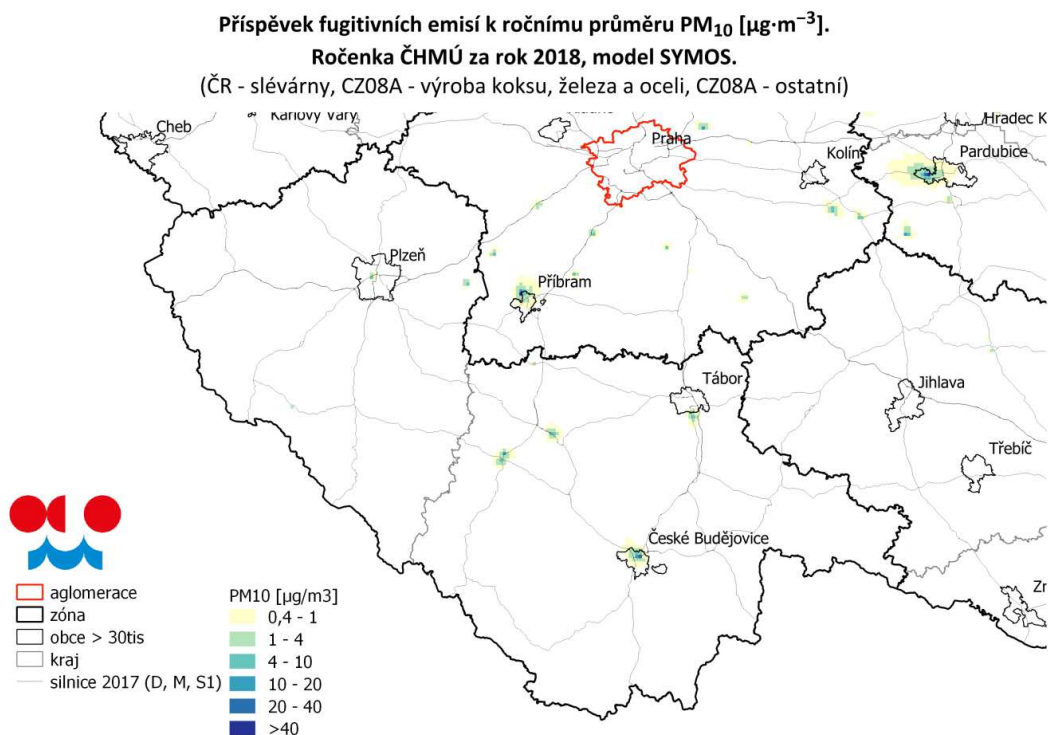 Příspěvek fugitivních emisí k ročnímu průměru PM₁₀ [µg·m⁻³].
Ročenka ČHMÚ za rok 2018, model SYMOS.
(ČR - slévárny, CZ08A - výroba koksu, železa a oceli, CZ08A - ostatní)
Cheb
Karlovy Vary
Praha
Hradec K
Kolín
Pardubice
Plzeň
Příbram
Tábor
Jihlava
Třebíč
České Budějovice
Zn
aglomerace
zóna
obce > 30tis
kraj
silnice 2017 (D, M, S1)
PM10 [µg/m3]
0,4 - 1
1 - 4
4 - 10
10 - 20
20 - 40
>40